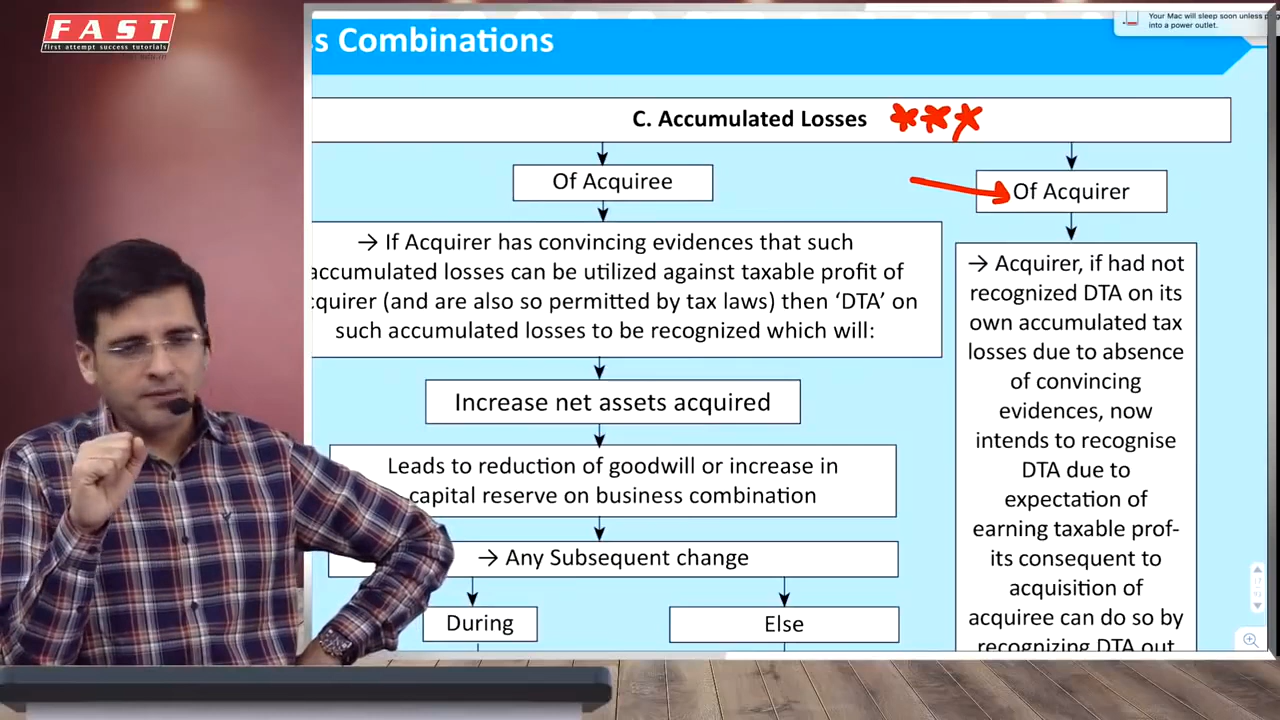 FAST
first attempt success tutorials
Your Mac will sleep soon unless
into a power outlet.
s Combinations
C. Accumulated Losses
Of Acquiree
Of Acquirer
→ If Acquirer has convincing evidences that such
accumulated losses can be utilized against taxable profit of
cquirer (and are also so permitted by tax laws) then ‘DTA’ on
such accumulated losses to be recognized which will:
Increase net assets acquired
Leads to reduction of goodwill or increase in
capital reserve on business combination
→ Any Subsequent change
During
Else
→ Acquirer, if had not
recognized DTA on its
own accumulated tax
losses due to absence
of convincing
evidences, now
intends to recognise
DTA due to
expectation of
earning taxable prof-
its consequent to
acquisition of
acquiree can do so by
recognizing DTA out